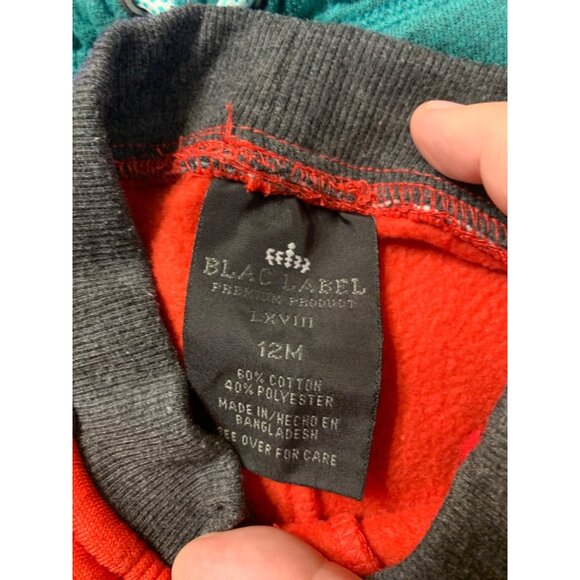 BLAC LABEL
PREMIUM PRODUCT
LXVIII
12M
60% COTTON
40% POLYESTER
MADE IN/HECHO EN
BANGLADESH
SEE OVER FOR CARE